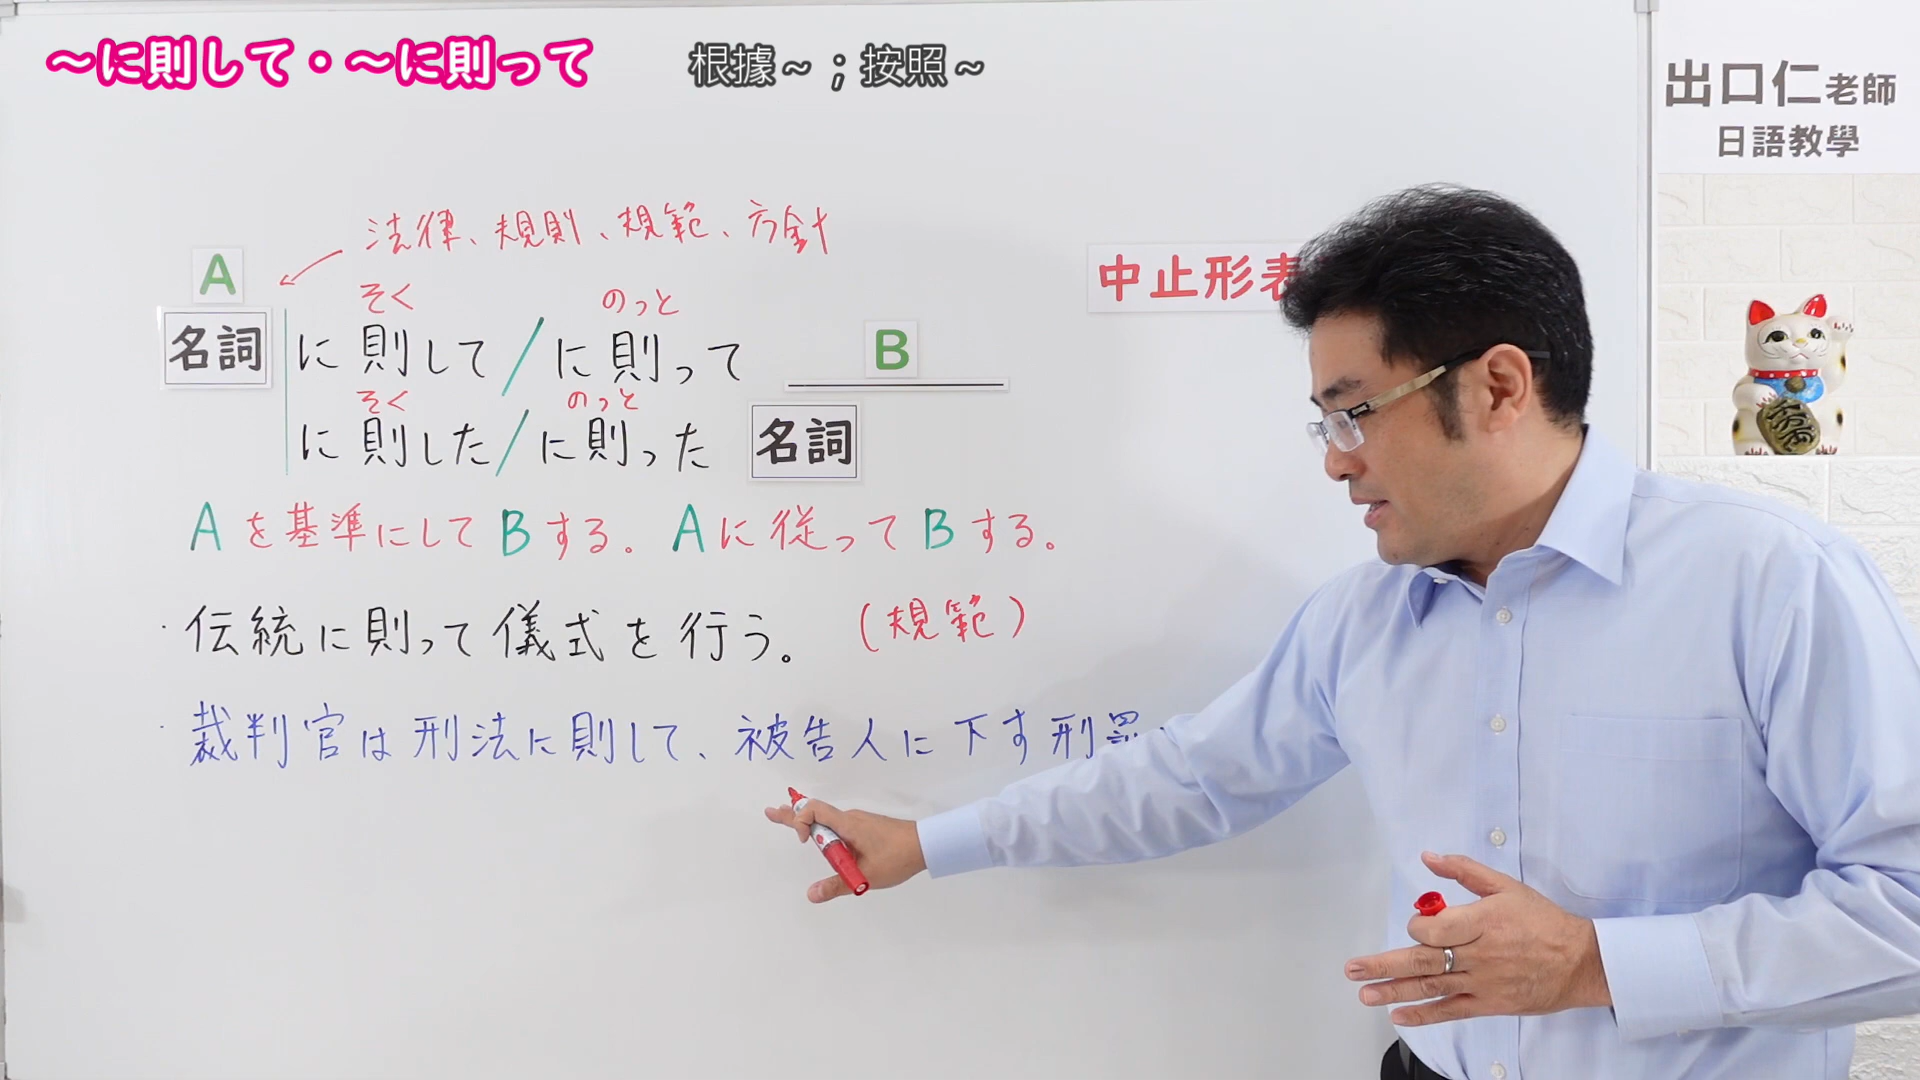 ～に則して・～に則って
根據～；按照～
出口仁老師
日語教學
法律、規則、規範、方針
中止形表
A
そく のっと
名詞 に則して/に則って B
そく のっと
に則した/に則った 名詞
Aを基準にしてBする。Aに従ってBする。
・伝統に則って儀式を行う。（規範）
・裁判官は刑法に則して、被告人に下す刑罰